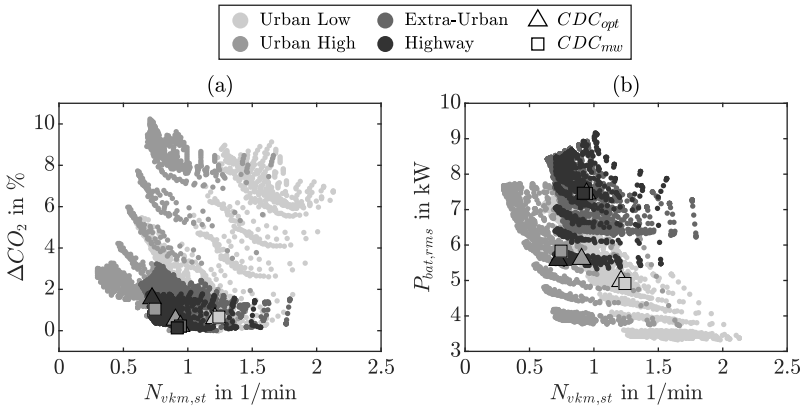 Urban Low Extra-Urban CDC_opt
Urban High Highway CDC_mw
(a) (b)
10
8
6
4
2
0
ΔCO₂ in %
0 0.5 1 1.5 2 2.5
N_vkm,st in 1/min
9
8
7
6
5
4
3
P_bat,rms in kW
0 0.5 1 1.5 2 2.5
N_vkm,st in 1/min